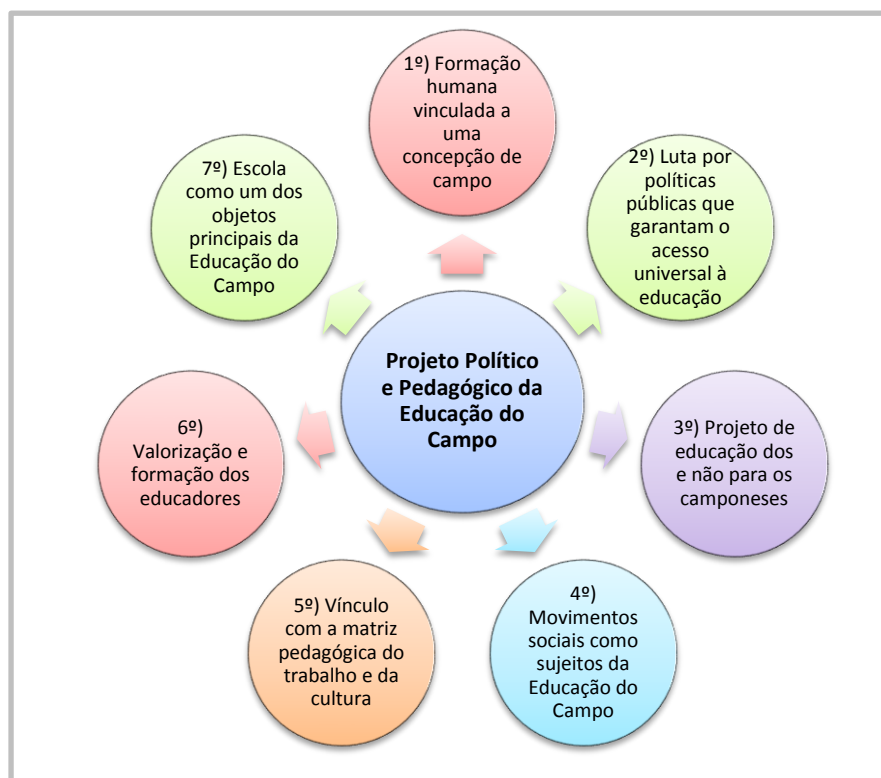 1º) Formação
humana
vinculada a
uma
concepção de
campo
2º) Luta por
políticas
públicas que
garantam o
acesso
universal à
educação
3º) Projeto de
educação dos
e não para os
camponeses
4º)
Movimentos
sociais como
sujeitos da
Educação do
Campo
5º) Vínculo
com a matriz
pedagógica do
trabalho e da
cultura
6º)
Valorização e
formação dos
educadores
7º) Escola
como um dos
objetos
principais da
Educação do
Campo
Projeto Político
e Pedagógico da
Educação do
Campo